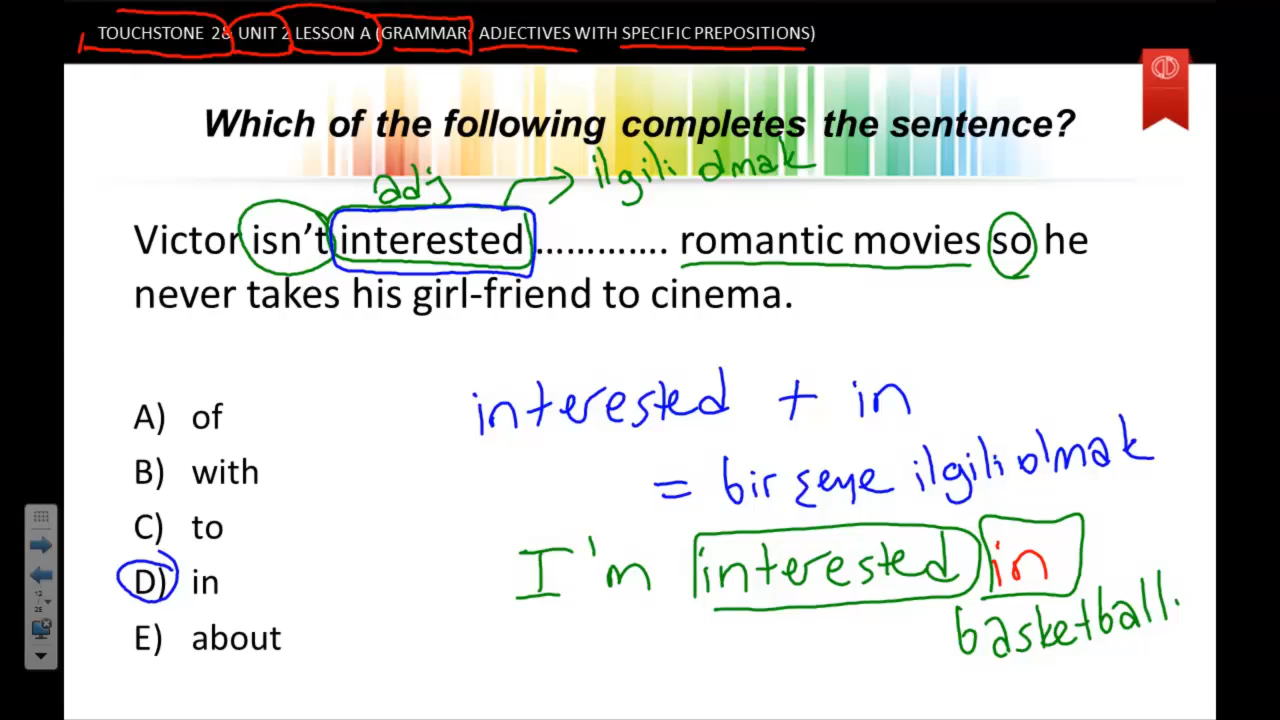 TOUCHSTONE 2& UNIT 2 LESSON A (GRAMMAR: ADJECTIVES WITH SPECIFIC PREPOSITIONS)
Which of the following completes the sentence?
adj
ilgili olmak
Victor isn't interested ............. romantic movies so he
never takes his girl-friend to cinema.
A) of
B) with
C) to
D) in
E) about
interested + in
= bir şeye ilgili olmak
I'm interested in
basketball.